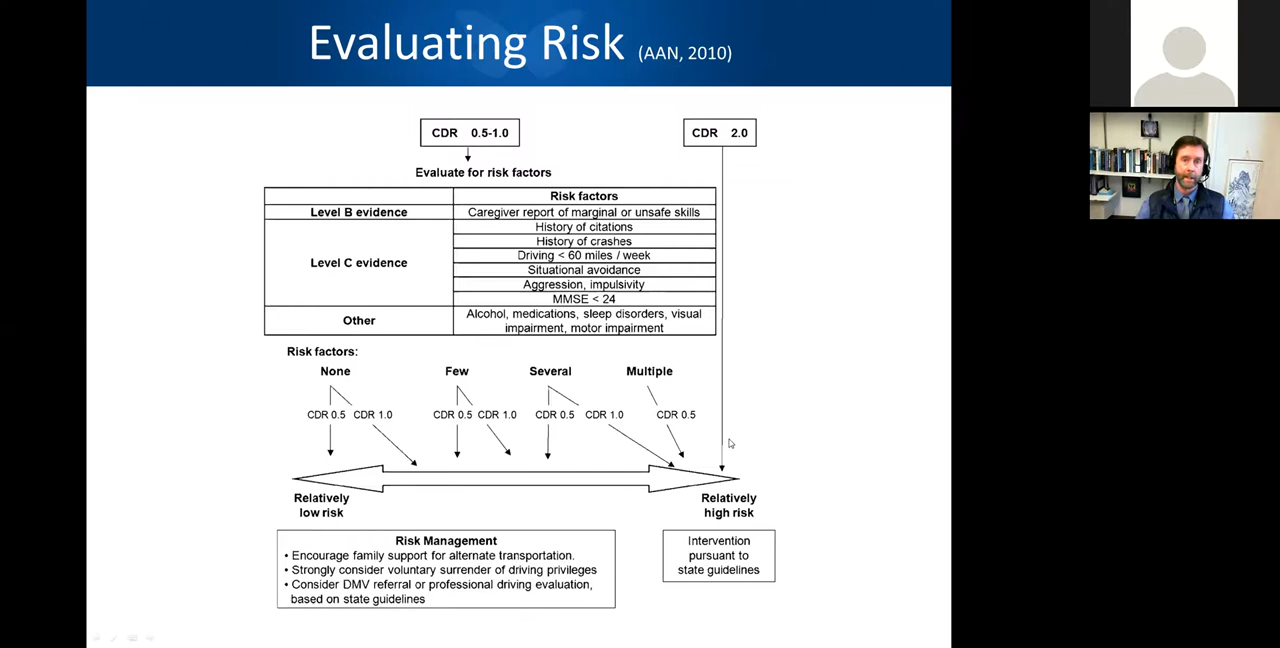 Evaluating Risk (AAN, 2010)
CDR 0.5-1.0
CDR 2.0
Evaluate for risk factors
Risk factors
Level B evidence
Caregiver report of marginal or unsafe skills
Level C evidence
History of citations
History of crashes
Driving < 60 miles / week
Situational avoidance
Aggression, impulsivity
MMSE < 24
Other
Alcohol, medications, sleep disorders, visual
impairment, motor impairment
Risk factors:
None
Few
Several
Multiple
CDR 0.5
CDR 1.0
CDR 0.5
CDR 1.0
CDR 0.5
CDR 1.0
CDR 0.5
Relatively
low risk
Relatively
high risk
Risk Management
• Encourage family support for alternate transportation.
• Strongly consider voluntary surrender of driving privileges
• Consider DMV referral or professional driving evaluation,
based on state guidelines
Intervention
pursuant to
state guidelines